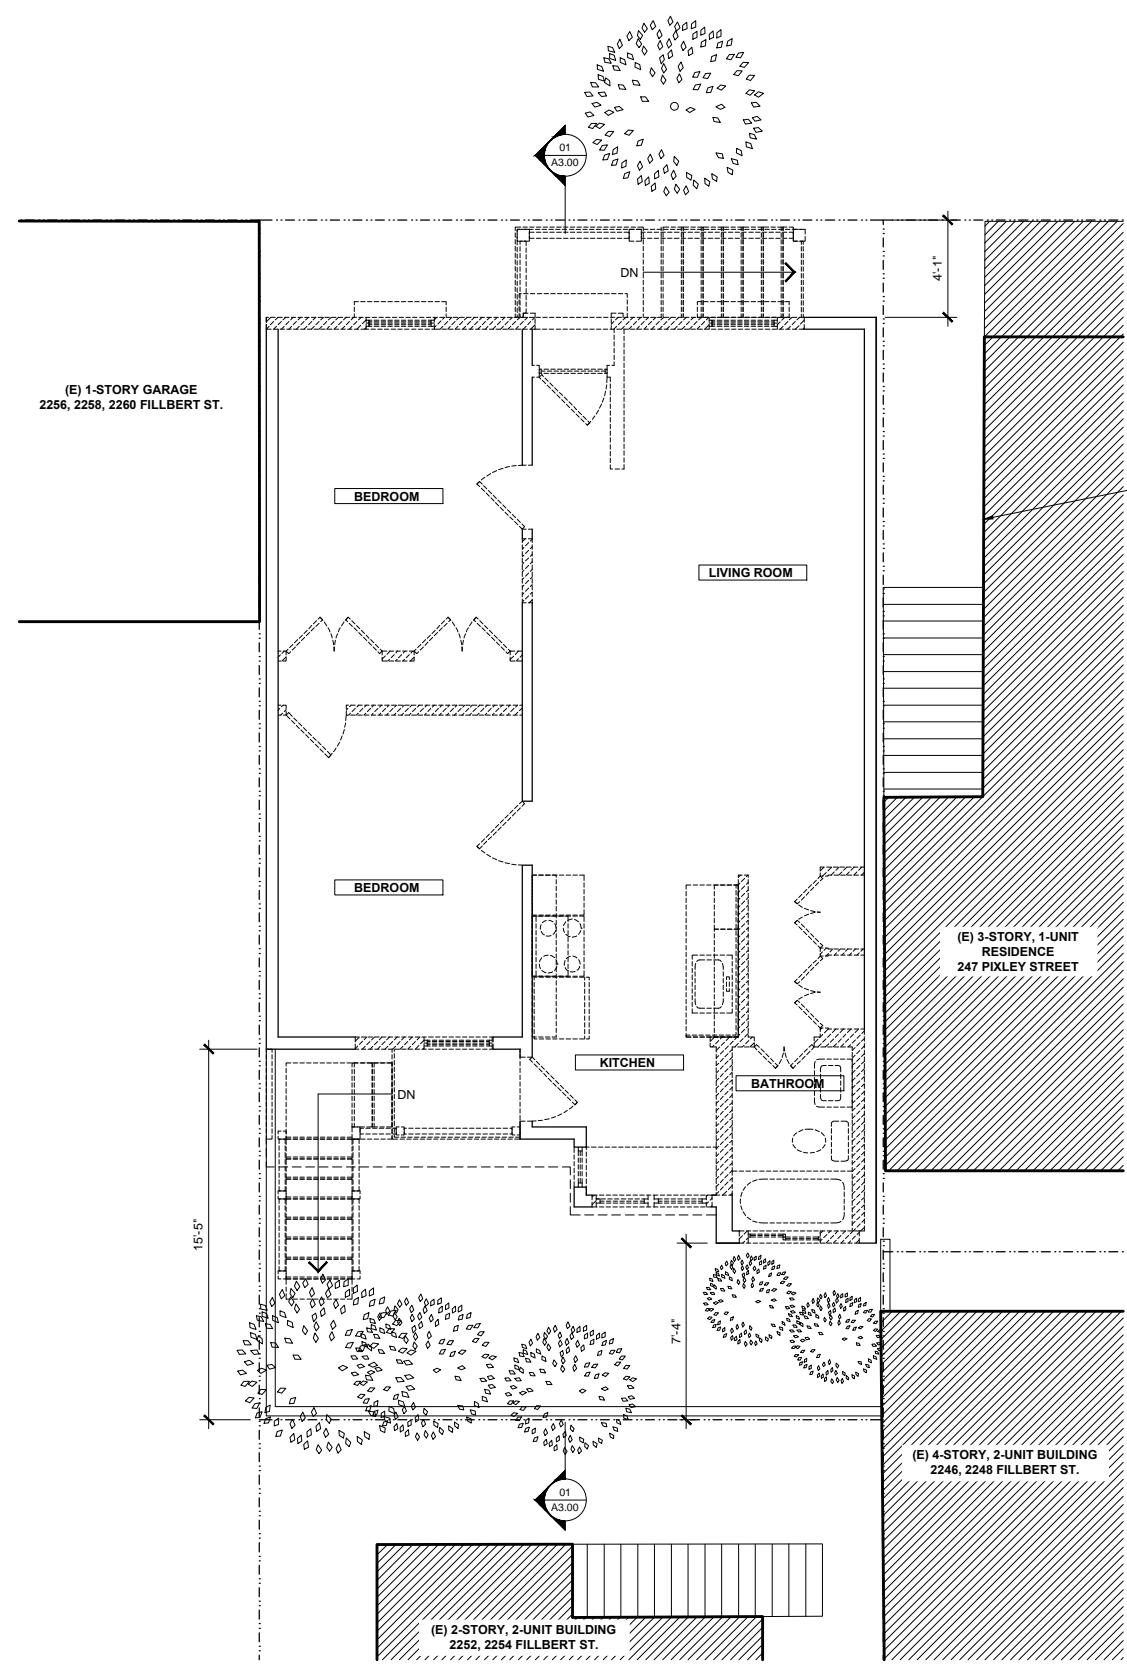 01
A3.00
DN
4'-1"
(E) 1-STORY GARAGE
2256, 2258, 2260 FILLBERT ST.
BEDROOM
LIVING ROOM
BEDROOM
(E) 3-STORY, 1-UNIT
RESIDENCE
247 PIXLEY STREET
KITCHEN
BATHROOM
DN
15'-5"
7'-4"
(E) 4-STORY, 2-UNIT BUILDING
2246, 2248 FILLBERT ST.
01
A3.00
(E) 2-STORY, 2-UNIT BUILDING
2252, 2254 FILLBERT ST.